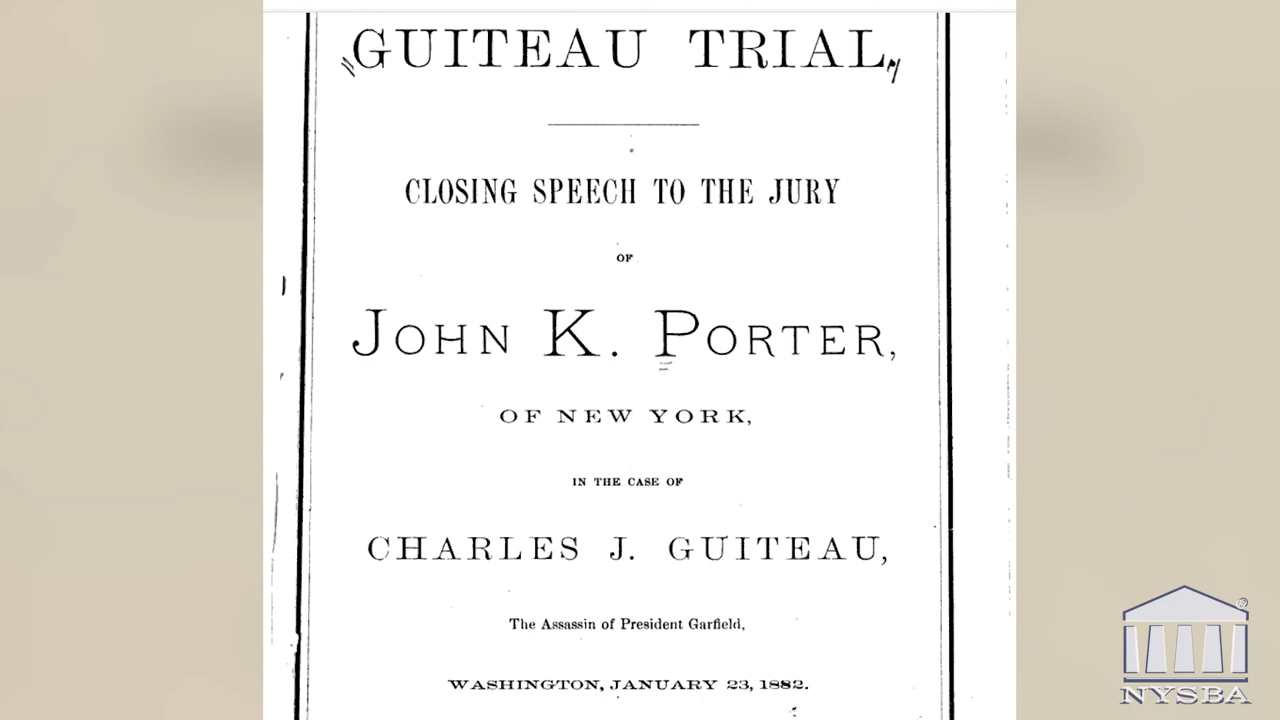 GUITEAU TRIAL,
CLOSING SPEECH TO THE JURY
OF
JOHN K. PORTER,
OF NEW YORK,
IN THE CASE OF
CHARLES J. GUITEAU,
The Assassin of President Garfield,
WASHINGTON, JANUARY 23, 1882.
NYSBA